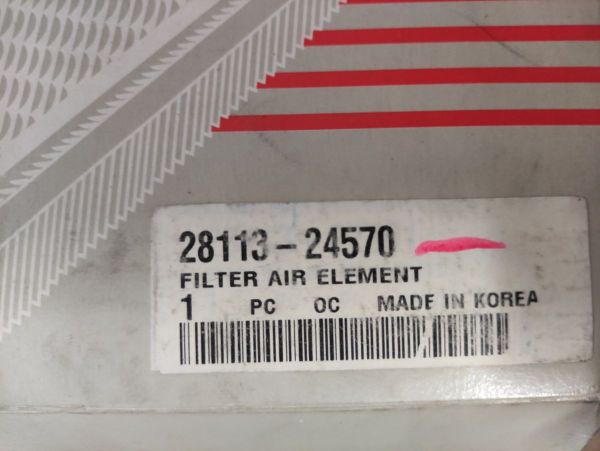 28113-24570
FILTER AIR ELEMENT
1 PC OC MADE IN KOREA